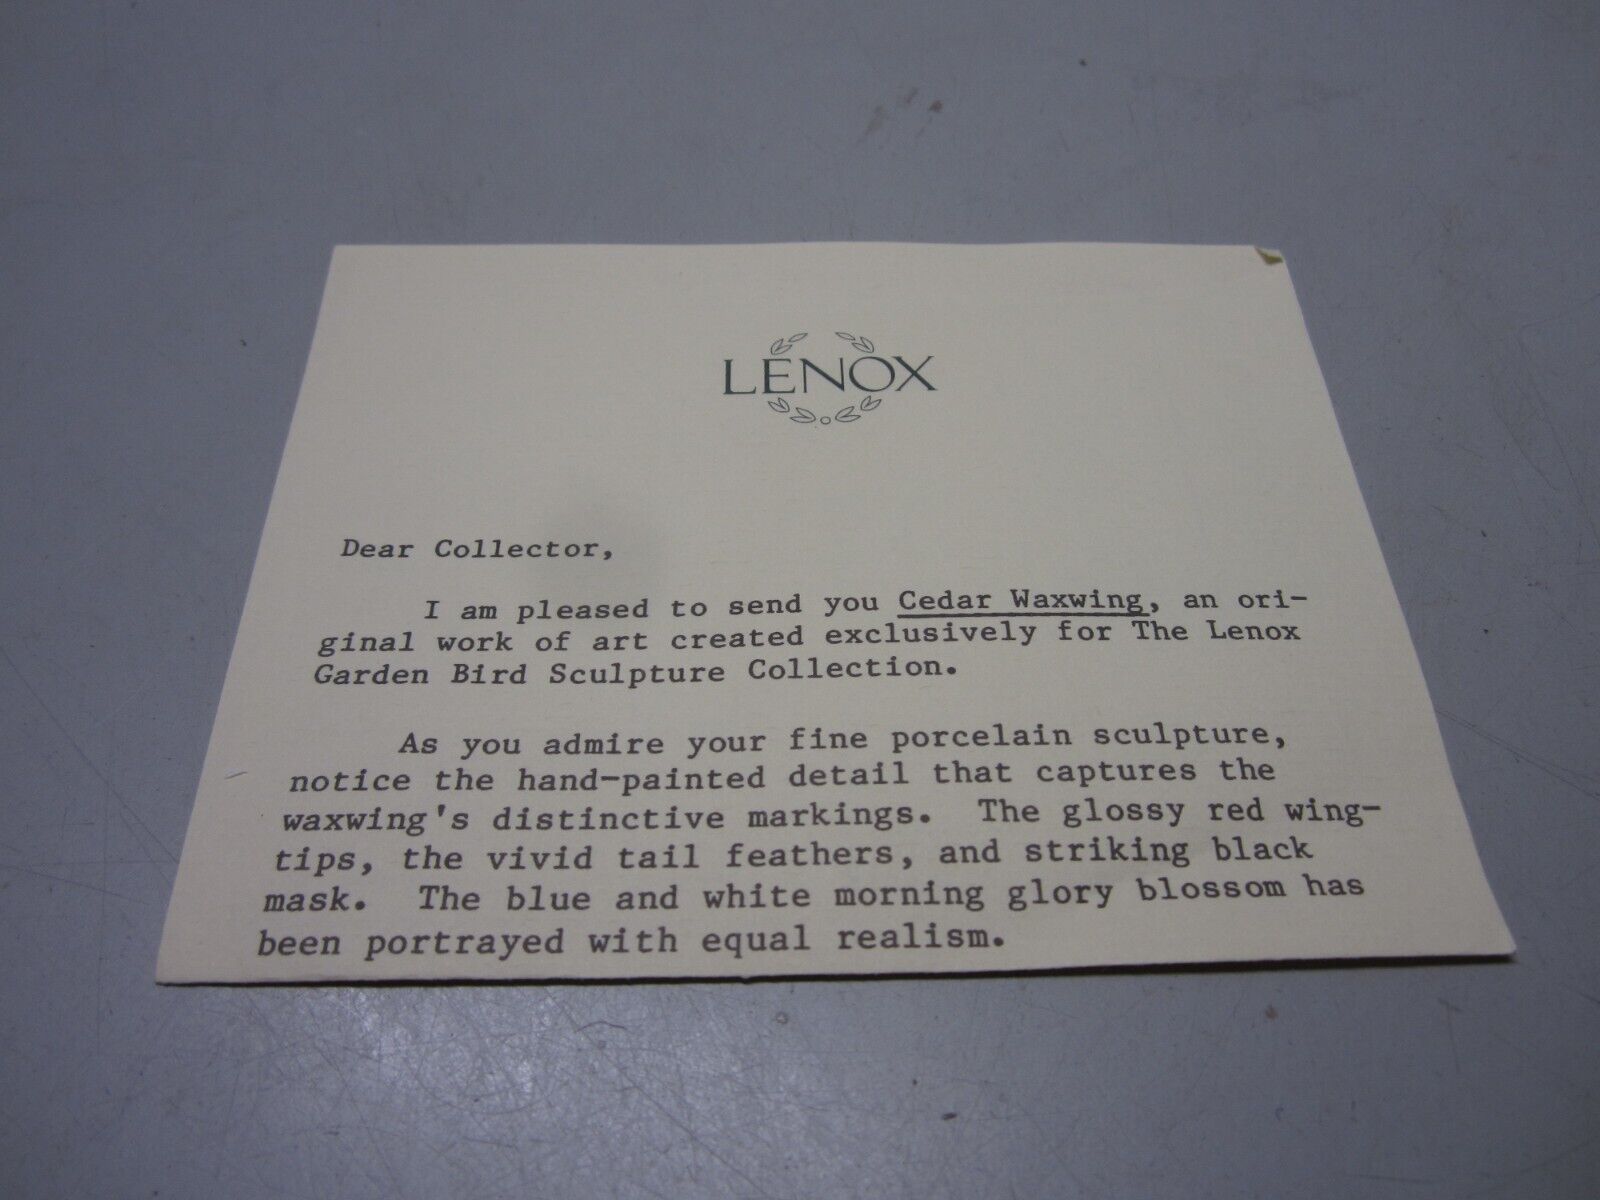 LENOX
Dear Collector,
I am pleased to send you Cedar Waxwing, an ori-
ginal work of art created exclusively for The Lenox
Garden Bird Sculpture Collection.
As you admire your fine porcelain sculpture,
notice the hand-painted detail that captures the
waxwing's distinctive markings. The glossy red wing-
tips, the vivid tail feathers, and striking black
mask. The blue and white morning glory blossom has
been portrayed with equal realism.